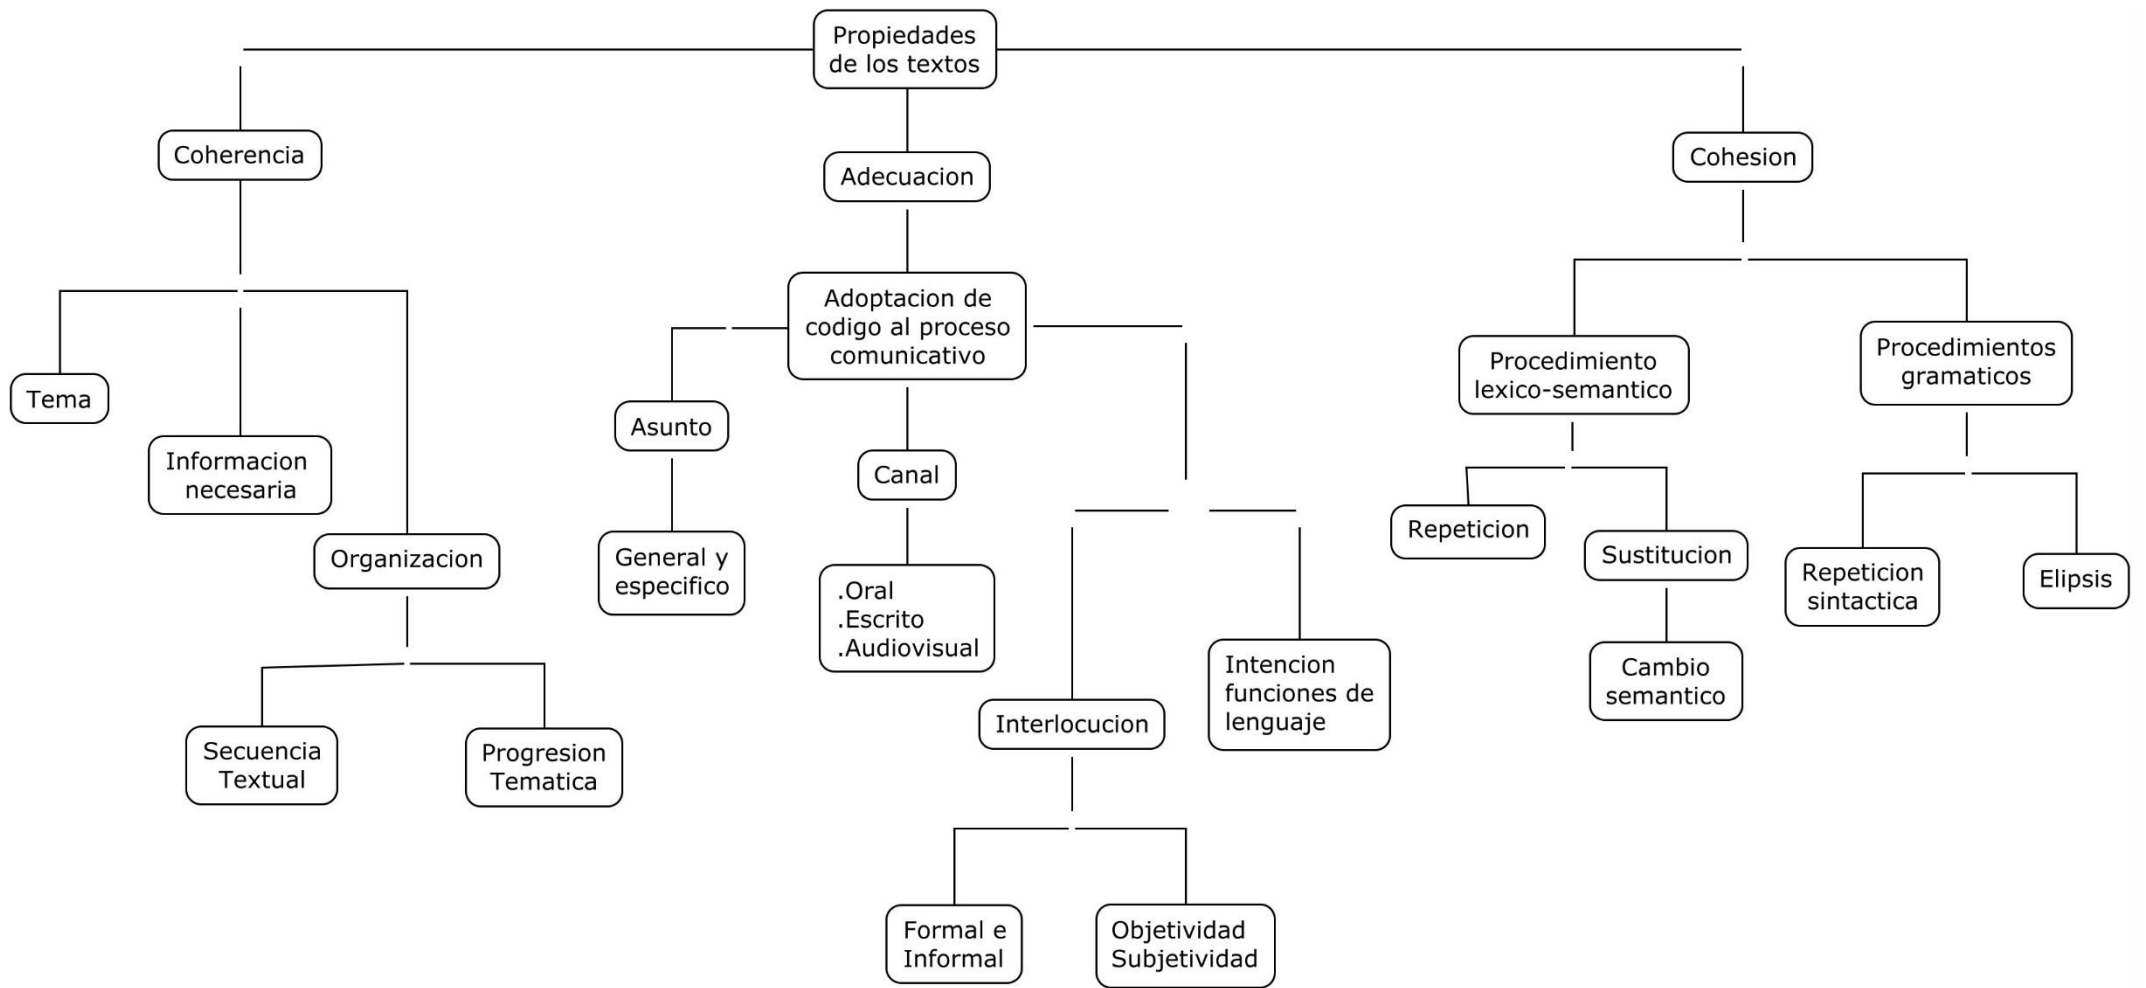 Propiedades
de los textos
Coherencia
Adecuacion
Cohesion
Tema
Informacion
necesaria
Organizacion
Secuencia
Textual
Progresion
Tematica
Adoptacion de
codigo al proceso
comunicativo
Asunto
General y
especifico
Canal
.Oral
.Escrito
.Audiovisual
Interlocucion
Formal e
Informal
Objetividad
Subjetividad
Intencion
funciones de
lenguaje
Procedimiento
lexico-semantico
Repeticion
Sustitucion
Cambio
semantico
Procedimientos
gramaticos
Repeticion
sintactica
Elipsis